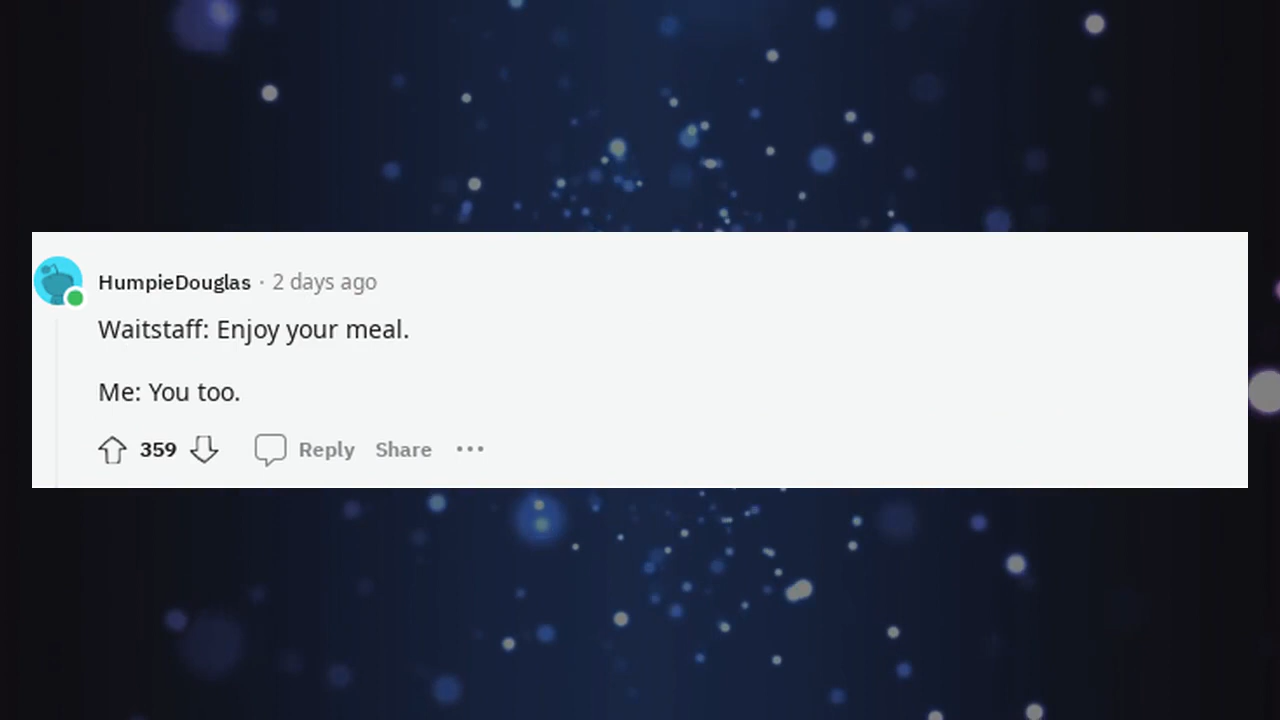 HumpieDouglas · 2 days ago
Waitstaff: Enjoy your meal.
Me: You too.
359 Reply Share ···